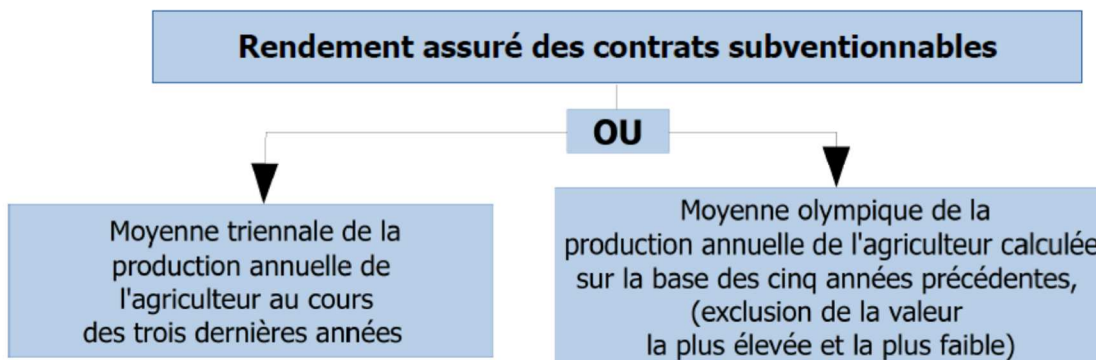 Rendement assuré des contrats subventionnables
OU
Moyenne triennale de la
production annuelle de
l'agriculteur au cours
des trois dernières années
Moyenne olympique de la
production annuelle de l'agriculteur calculée
sur la base des cinq années précédentes,
(exclusion de la valeur
la plus élevée et la plus faible)